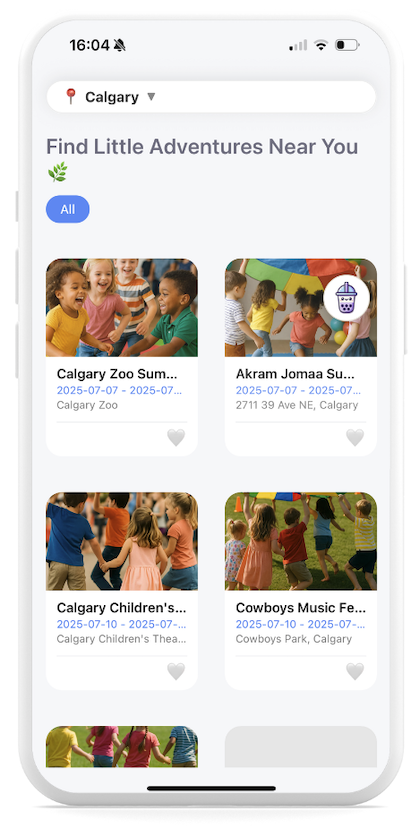 16:04
Calgary ▼
Find Little Adventures Near You
All
Calgary Zoo Sum...
2025-07-07 - 2025-07...
Calgary Zoo
Akram Jomaa Su...
2025-07-07 - 2025-07...
2711 39 Ave NE, Calgary
Calgary Children's...
2025-07-10 - 2025-07-...
Calgary Children's Thea...
Cowboys Music Fe...
2025-07-10 - 2025-07-...
Cowboys Park, Calgary